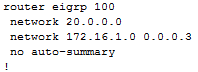 router eigrp 100
network 20.0.0.0
network 172.16.1.0 0.0.0.3
no auto-summary
!